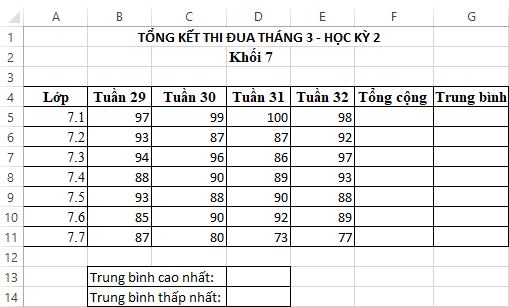 A B C D E F G
1 TỔNG KẾT THI ĐUA THÁNG 3 - HỌC KỲ 2
2 Khối 7
3
4 Lớp Tuần 29 Tuần 30 Tuần 31 Tuần 32 Tổng cộng Trung bình
5 7.1 97 99 100 98
6 7.2 93 87 87 92
7 7.3 94 96 86 97
8 7.4 88 90 89 93
9 7.5 93 88 90 88
10 7.6 85 90 92 89
11 7.7 87 80 73 77
12
13 Trung bình cao nhất:
14 Trung bình thấp nhất: